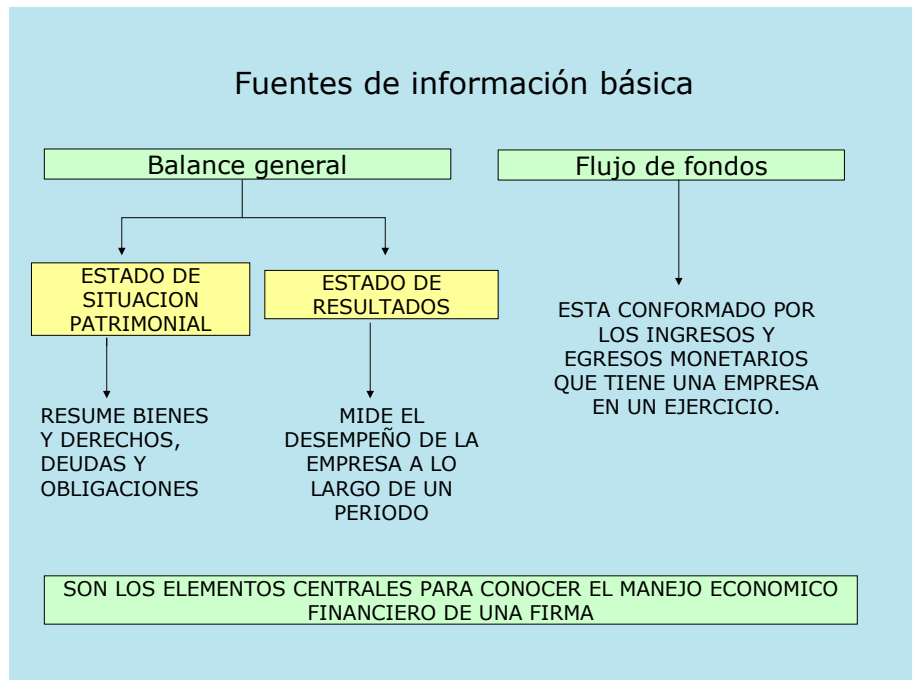 Fuentes de información básica
Balance general
Flujo de fondos
ESTADO DE
SITUACION
PATRIMONIAL
ESTADO DE
RESULTADOS
RESUME BIENES
Y DERECHOS,
DEUDAS Y
OBLIGACIONES
MIDE EL
DESEMPEÑO DE LA
EMPRESA A LO
LARGO DE UN
PERIODO
ESTA CONFORMADO POR
LOS INGRESOS Y
EGRESOS MONETARIOS
QUE TIENE UNA EMPRESA
EN UN EJERCICIO.
SON LOS ELEMENTOS CENTRALES PARA CONOCER EL MANEJO ECONOMICO
FINANCIERO DE UNA FIRMA